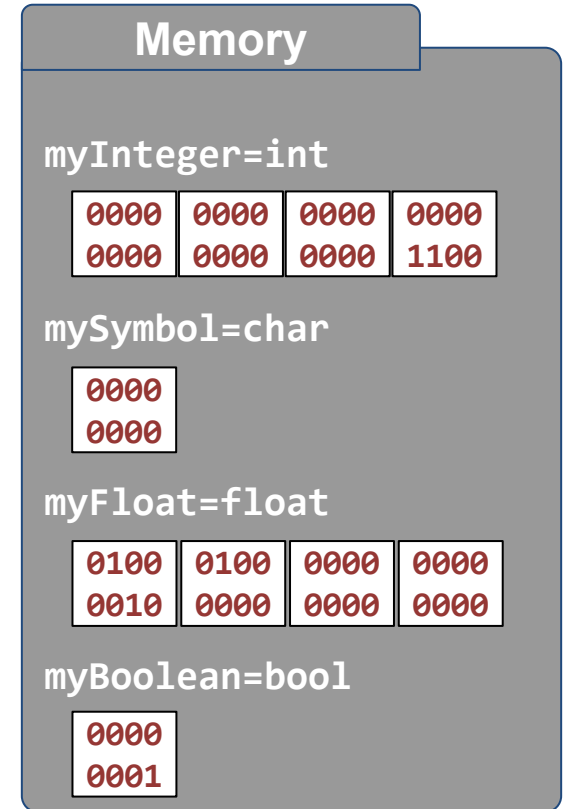 Memory
myInteger=int
0000 0000 0000 0000
0000 0000 0000 1100
mySymbol=char
0000
0000
myFloat=float
0100 0100 0000 0000
0010 0000 0000 0000
myBoolean=bool
0000
0001